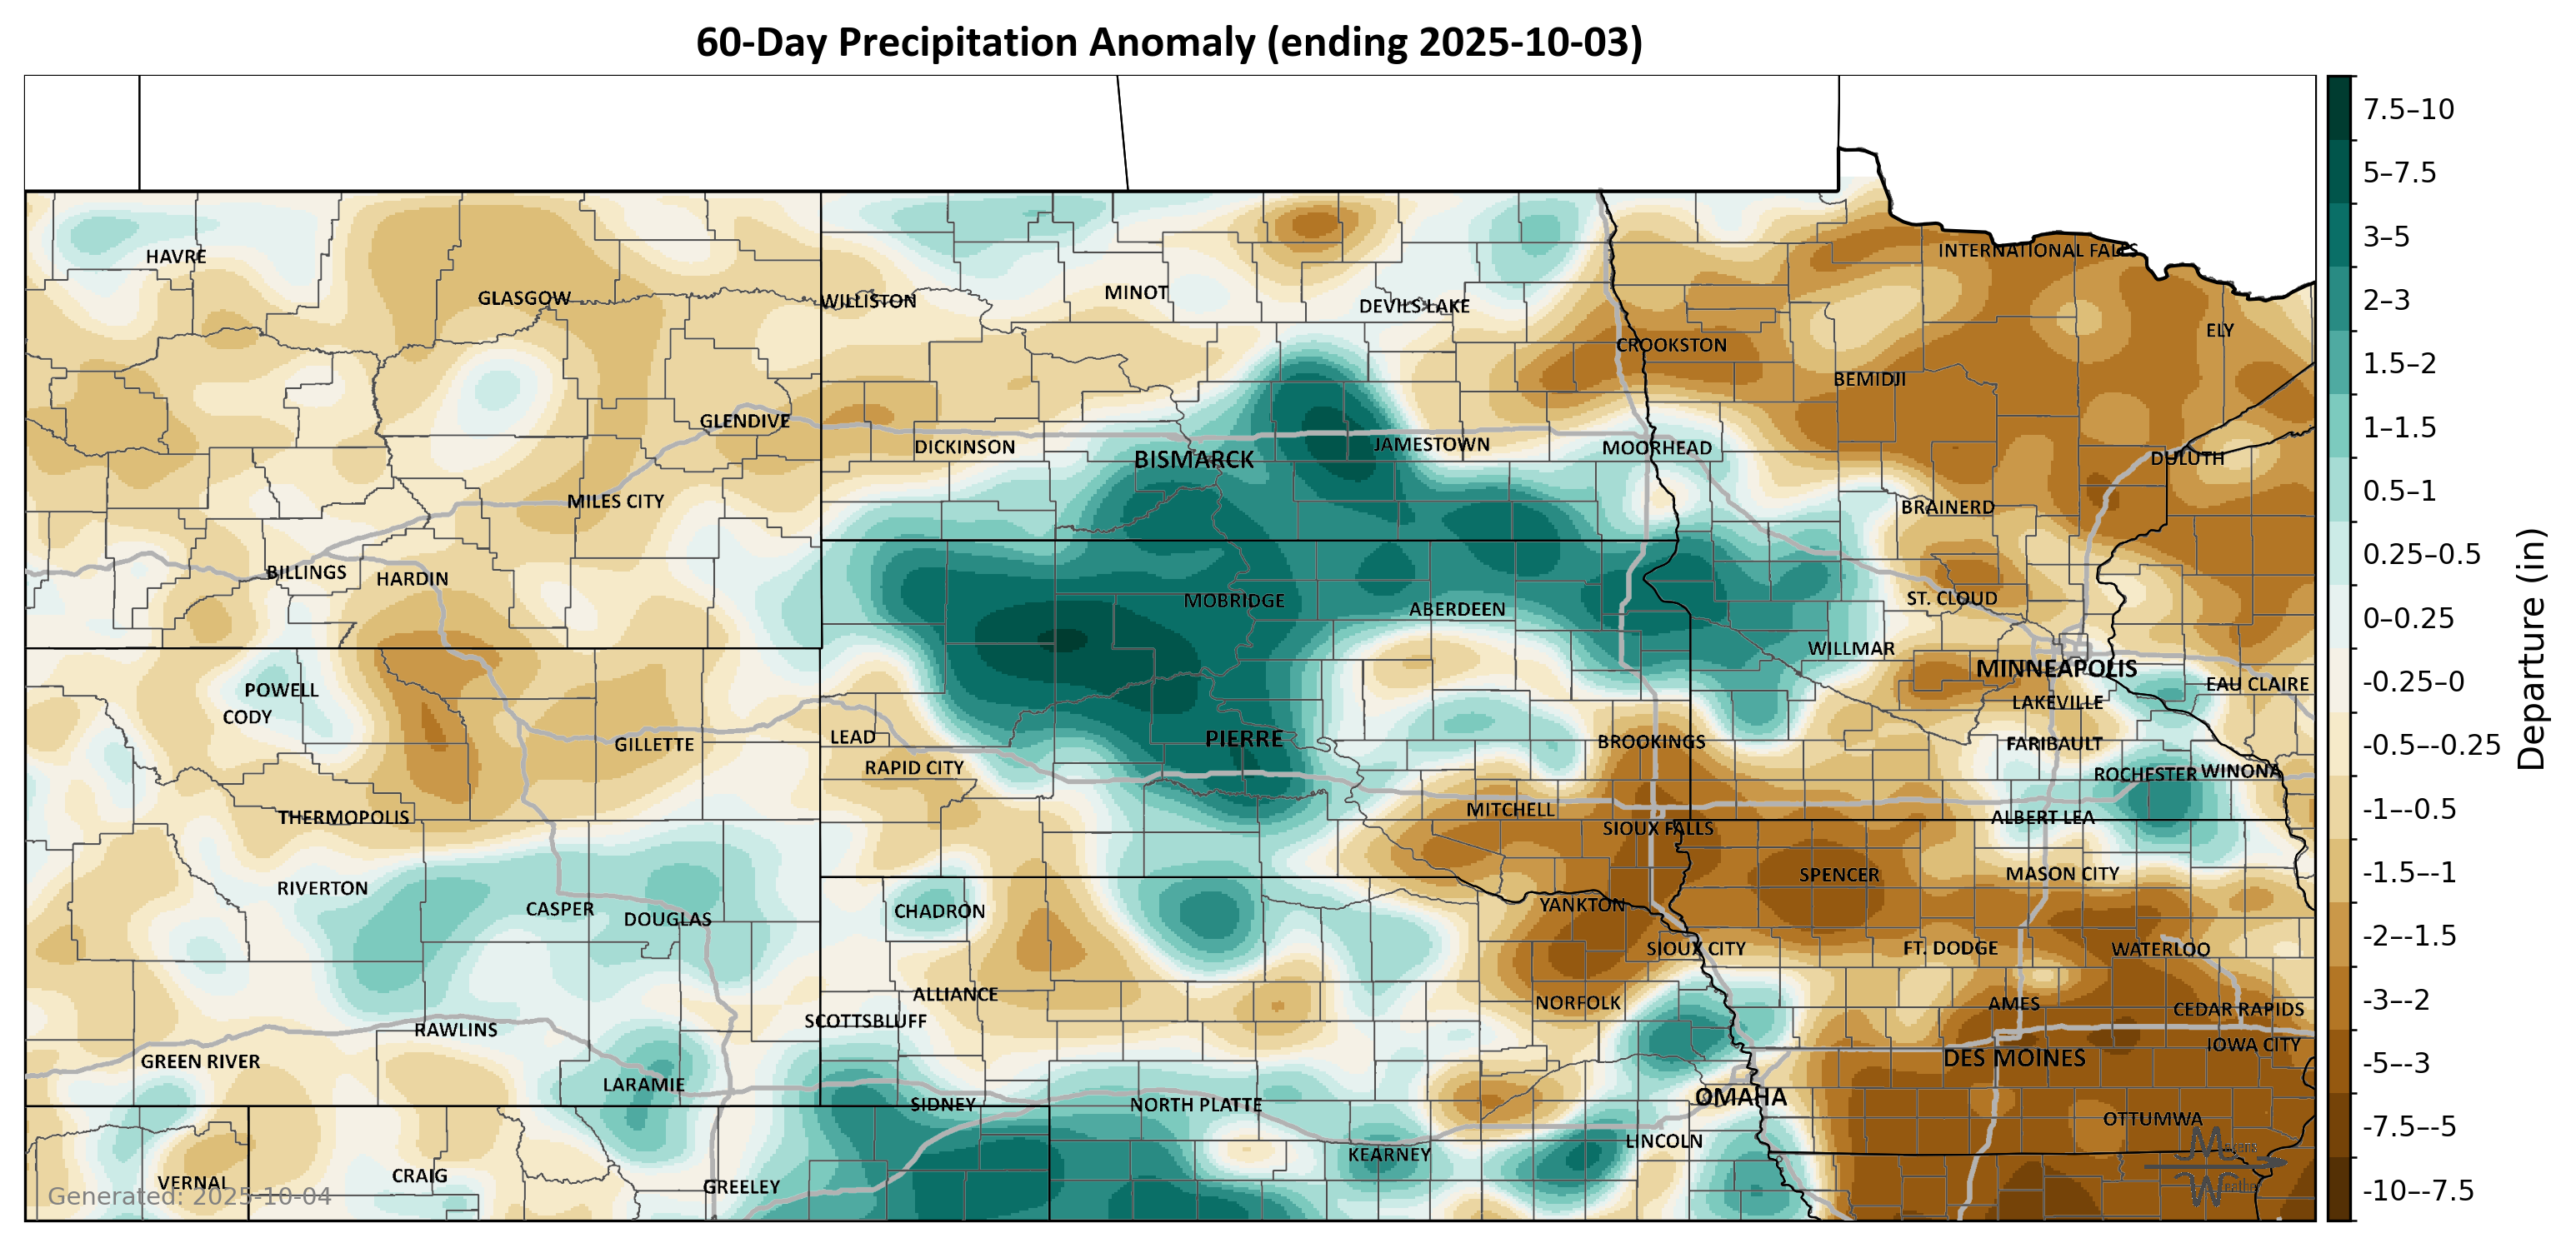 60-Day Precipitation Anomaly (ending 2025-10-03)
7.5–10
5–7.5
3–5
2–3
1.5–2
1–1.5
0.5–1
0.25–0.5
0–0.25
-0.25–0
-0.5–-0.25
-1–-0.5
-1.5–-1
-2–-1.5
-3–-2
-5–-3
-7.5–-5
-10–-7.5
Departure (in)
HAVRE
INTERNATIONAL FALLS
GLASGOW
WILLISTON
MINOT
DEVILS LAKE
ELY
CROOKSTON
BEMIDJI
GLENDIVE
DICKINSON
BISMARCK
JAMESTOWN
MOORHEAD
DULUTH
MILES CITY
BRAINERD
BILLINGS
HARDIN
MOBRIDGE
ABERDEEN
ST. CLOUD
WILLMAR
MINNEAPOLIS
POWELL
EAU CLAIRE
CODY
LAKEVILLE
GILLETTE
LEAD
PIERRE
BROOKINGS
FARIBAULT
RAPID CITY
ROCHESTER
WINONA
THERMOPOLIS
MITCHELL
ALBERT LEA
SIOUX FALLS
RIVERTON
SPENCER
MASON CITY
CASPER
DOUGLAS
CHADRON
YANKTON
SIOUX CITY
FT. DODGE
WATERLOO
ALLIANCE
NORFOLK
AMES
CEDAR RAPIDS
SCOTTSBLUFF
RAWLINS
IOWA CITY
GREEN RIVER
DES MOINES
LARAMIE
OMAHA
SIDNEY
NORTH PLATTE
OTTUMWA
LINCOLN
KEARNEY
VERNAL
CRAIG
GREELEY
Generated: 2025-10-04
Weather